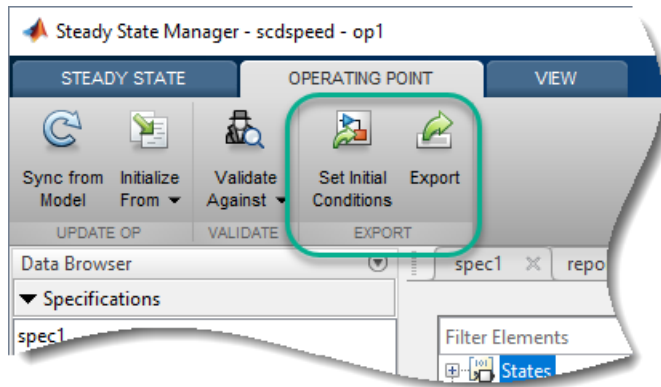 Steady State Manager - scdspeed - op1
STEADY STATE
OPERATING POINT
VIEW
Sync from
Model
Initialize
From
Validate
Against
Set Initial
Conditions
Export
UPDATE OP
VALIDATE
EXPORT
Data Browser
spec1
repo
Specifications
spec1
Filter Elements
States